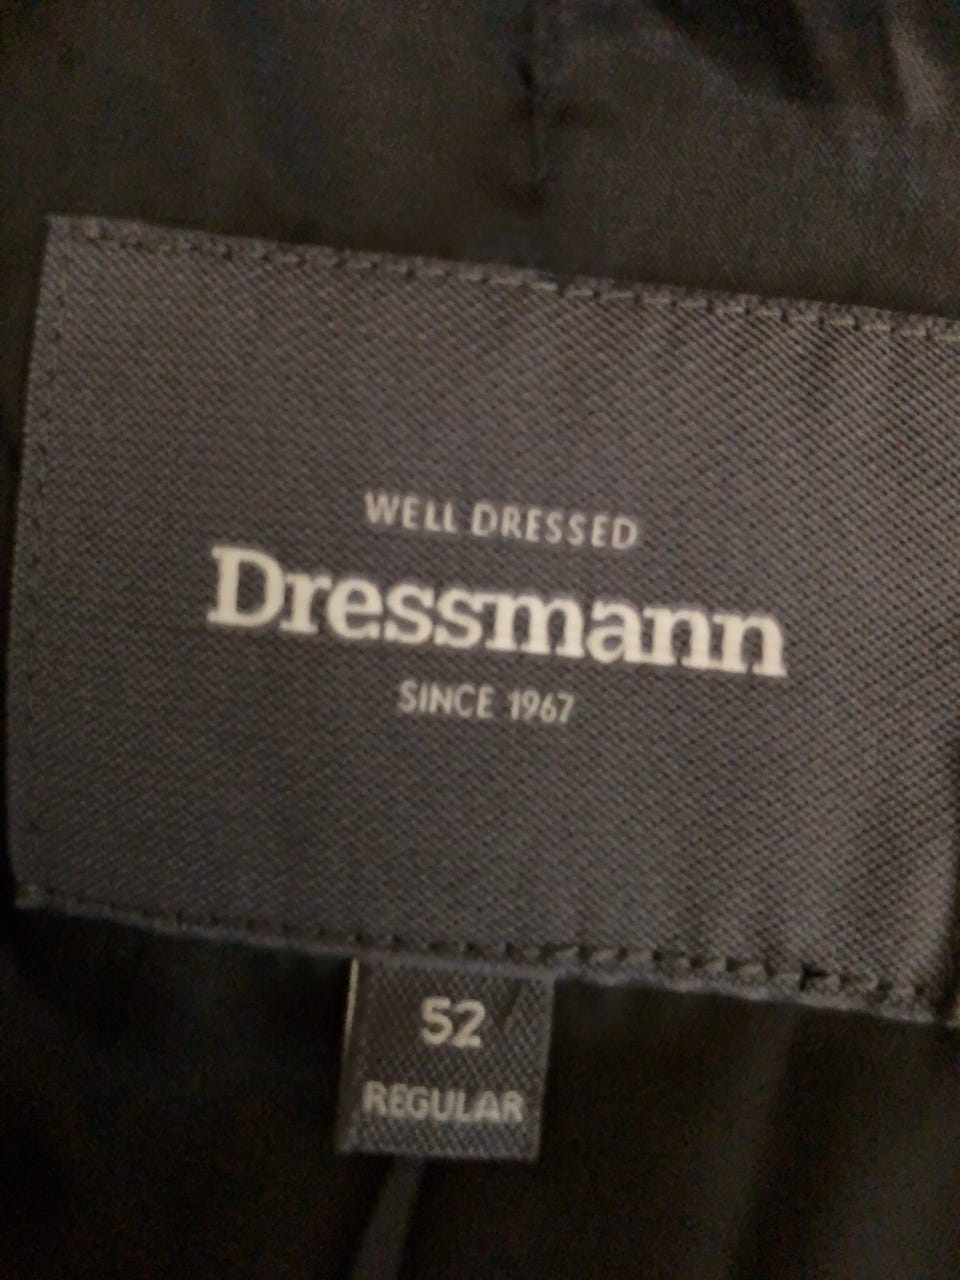 WELL DRESSED
Dressmann
SINCE 1967
52
REGULAR